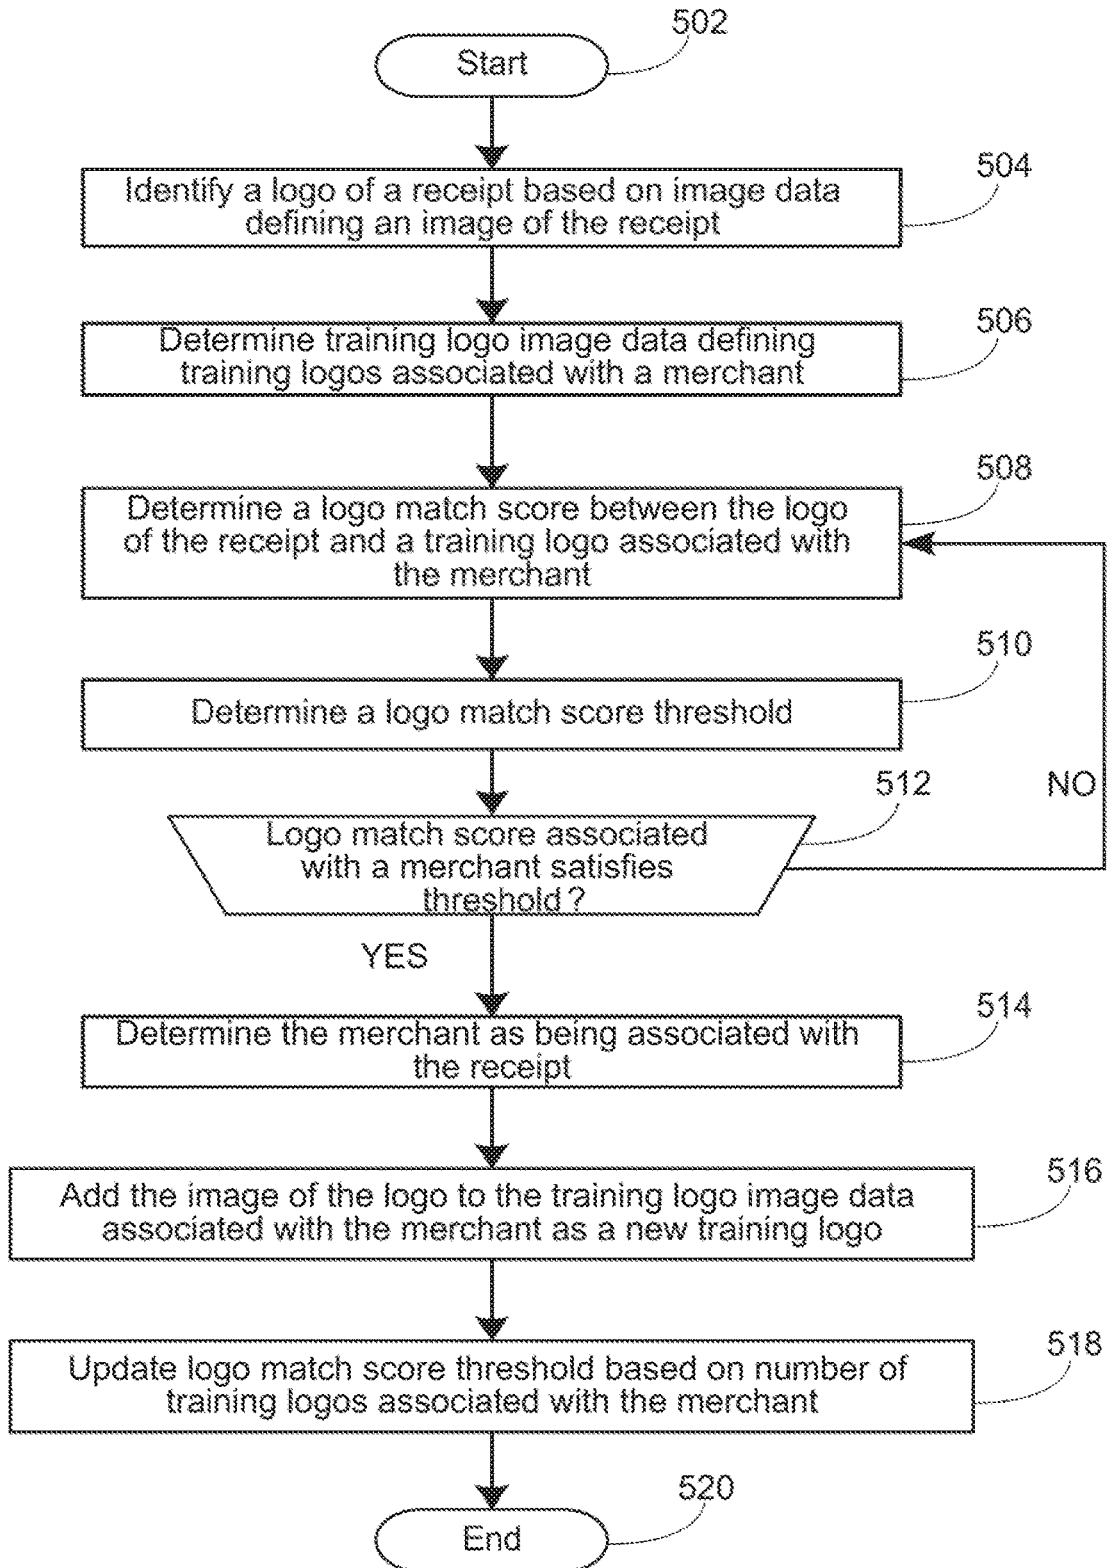 502
Start
504
Identify a logo of a receipt based on image data
defining an image of the receipt
506
Determine training logo image data defining
training logos associated with a merchant
508
Determine a logo match score between the logo
of the receipt and a training logo associated with
the merchant
510
Determine a logo match score threshold
512
NO
Logo match score associated
with a merchant satisfies
threshold?
YES
514
Determine the merchant as being associated with
the receipt
516
Add the image of the logo to the training logo image data
associated with the merchant as a new training logo
518
Update logo match score threshold based on number of
training logos associated with the merchant
520
End